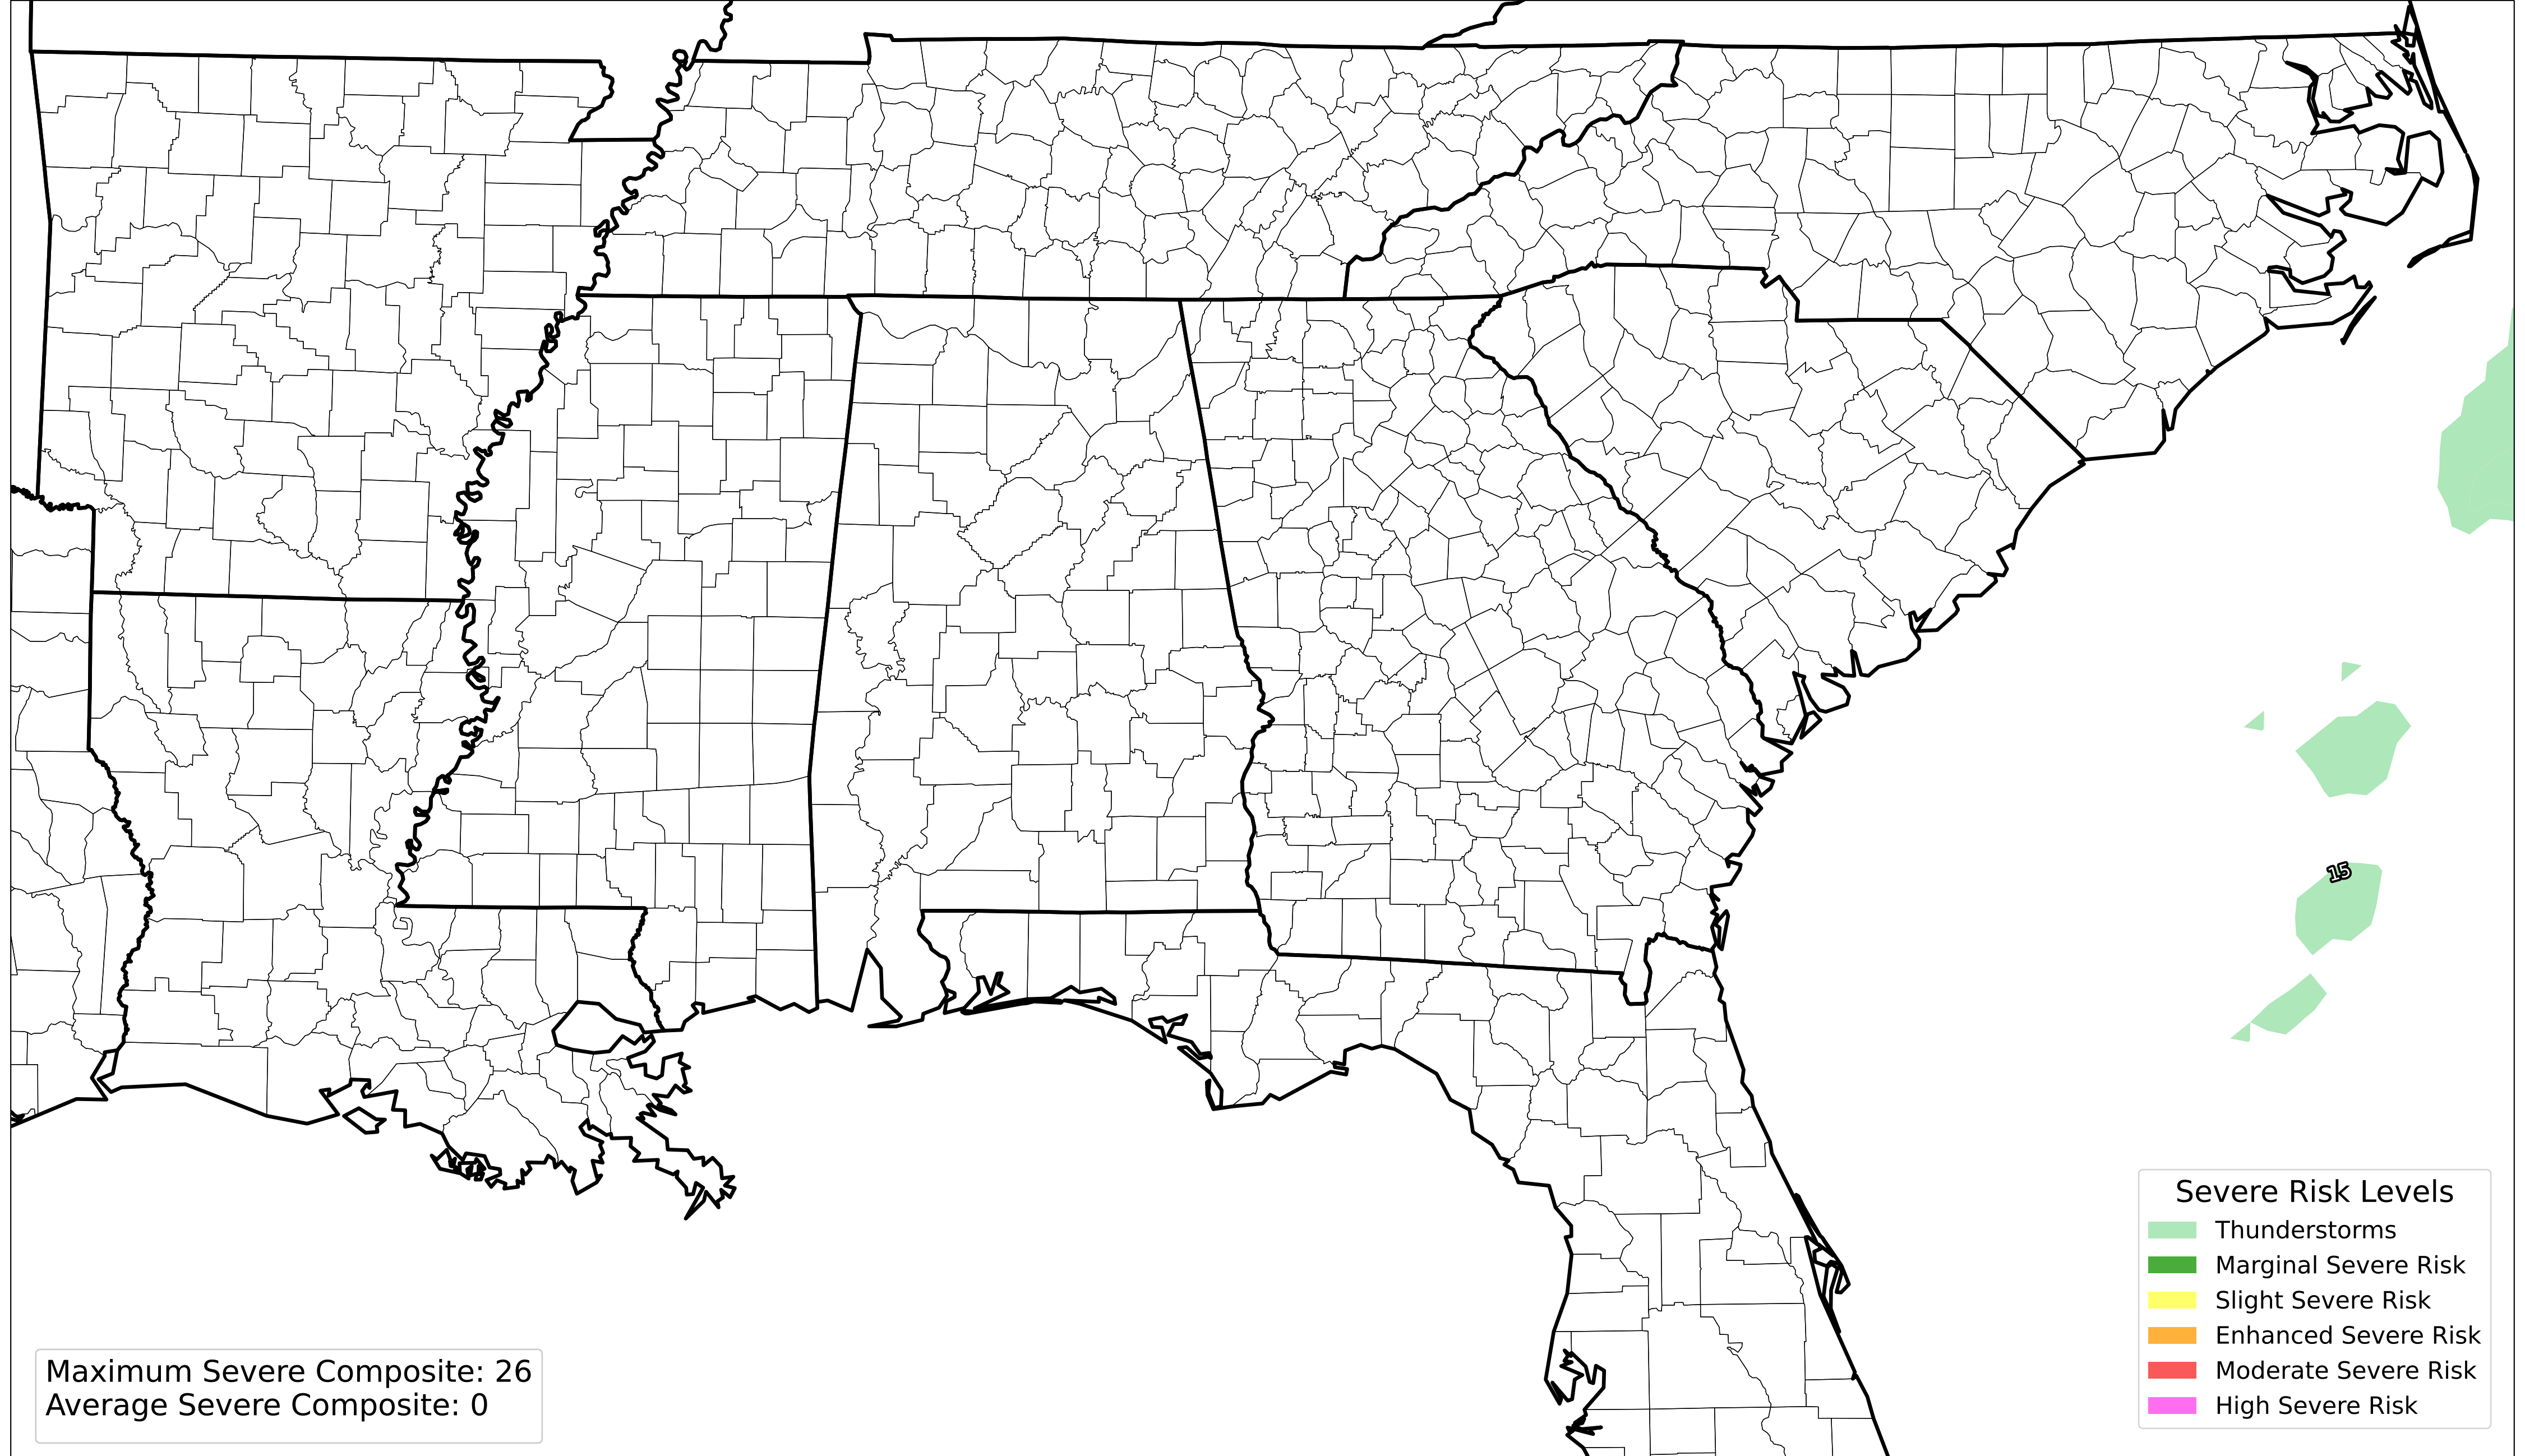 15
Severe Risk Levels
Thunderstorms
Marginal Severe Risk
Slight Severe Risk
Enhanced Severe Risk
Moderate Severe Risk
High Severe Risk
Maximum Severe Composite: 26
Average Severe Composite: 0